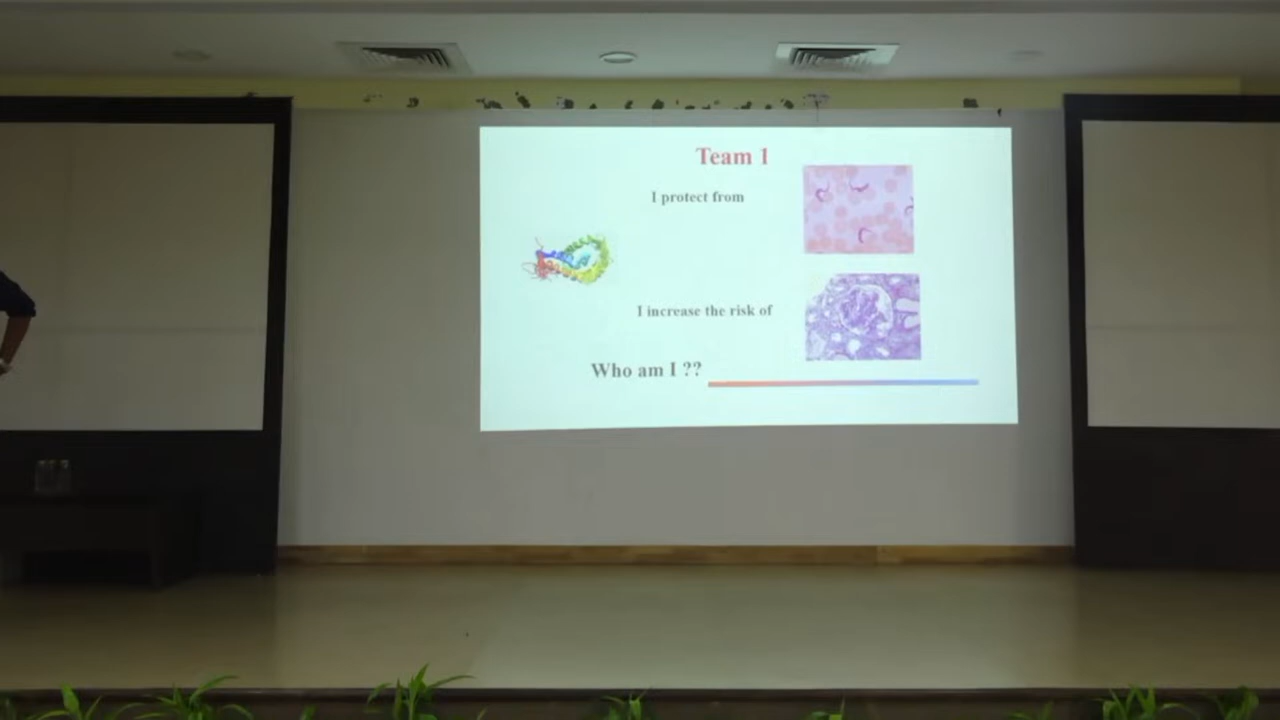 Team 1
I protect from
I increase the risk of
Who am I ??